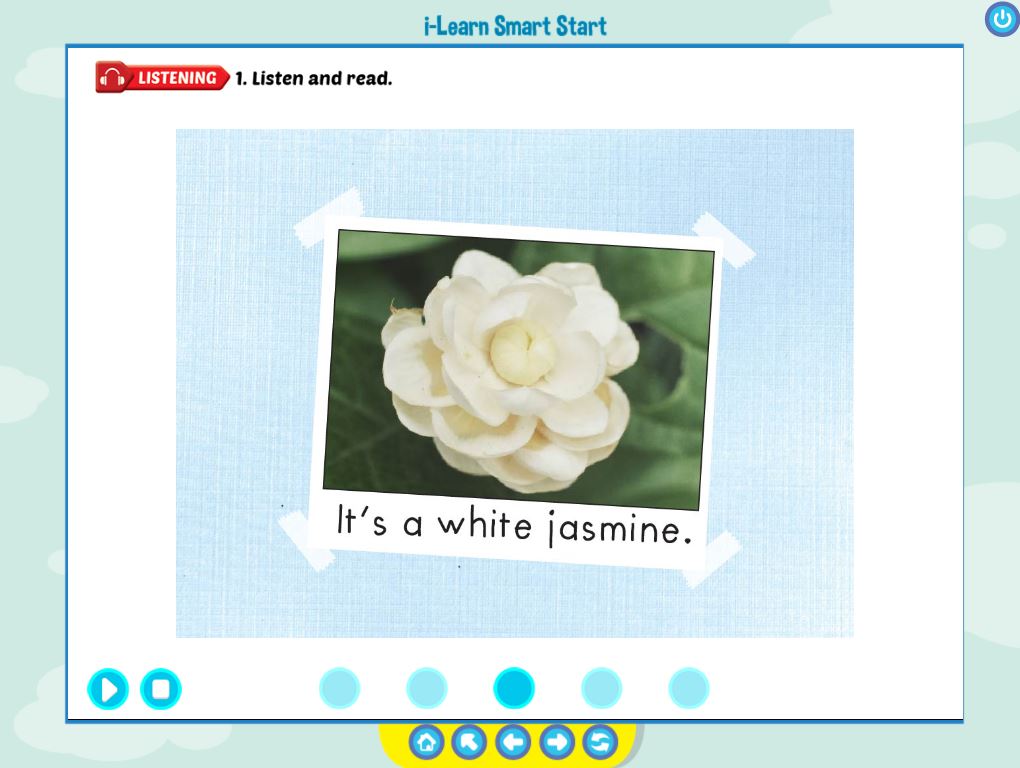 i-Learn Smart Start
LISTENING 1. Listen and read.
It's a white jasmine.